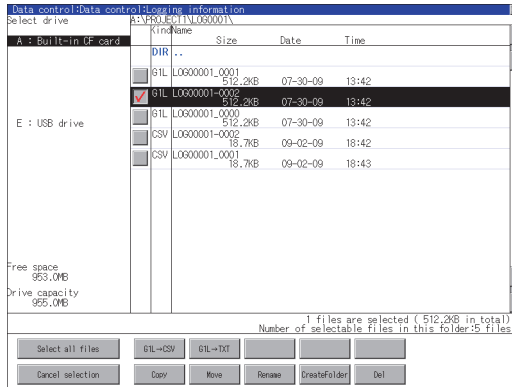 Data control:Data control:Logging information
Select drive
A:\PROJECT1\LOG0001\
Kind Name
Size Date Time
A : Built-in CF card
DIR ..
G1L LOG00001_0001
512.2KB 07-30-09 13:42
G1L LOG00001-0002
512.2KB 07-30-09 13:42
G1L LOG00001_0000
512.2KB 07-30-09 13:42
E : USB drive
CSV LOG00001-0002
18.7KB 09-02-09 18:42
CSV LOG00001_0001
18.7KB 09-02-09 18:43
Free space
953.0MB
Drive capacity
955.0MB
1 files are selected ( 512.2KB in total)
Number of selectable files in this folder:5 files
Select all files G1L→CSV G1L→TXT
Cancel selection Copy Move Rename CreateFolder Del